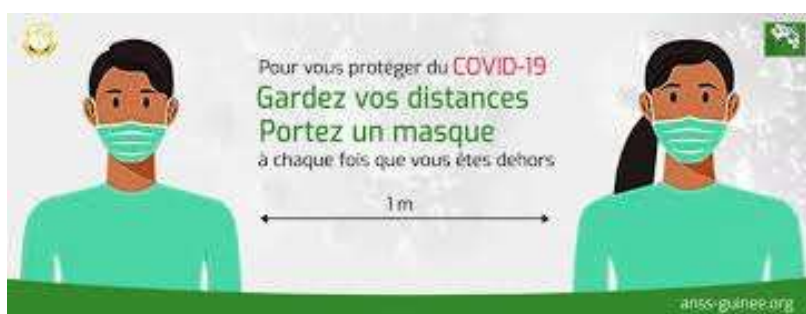 Pour vous protéger du COVID-19
Gardez vos distances
Portez un masque
à chaque fois que vous êtes dehors
1 m
anss-guinee.org